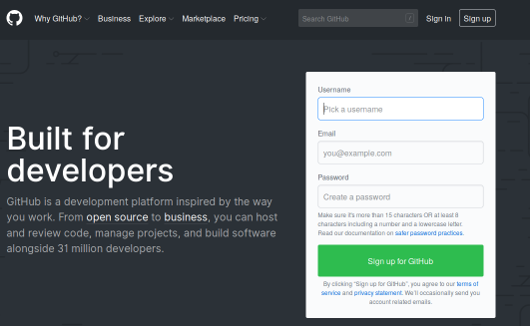 Why GitHub? Business Explore Marketplace Pricing Search GitHub / Sign in Sign up
Built for
developers
GitHub is a development platform inspired by the way
you work. From open source to business, you can host
and review code, manage projects, and build software
alongside 31 million developers.
Username
Pick a username
Email
you@example.com
Password
Create a password
Make sure it's more than 15 characters OR at least 8
characters including a number and a lowercase letter.
Read our documentation on safer password practices.
Sign up for GitHub
By clicking "Sign up for GitHub", you agree to our terms of
service and privacy statement. We'll occasionally send you
account related emails.